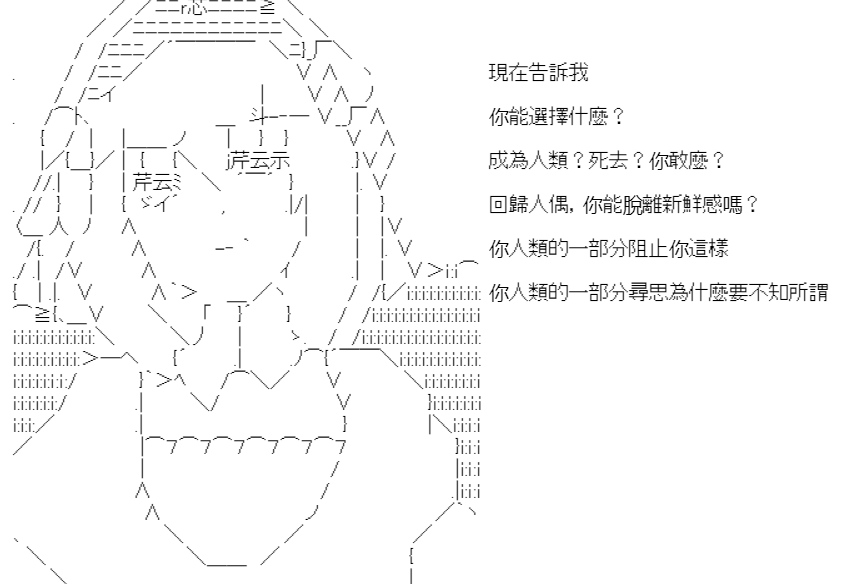 現在告訴我
你能選擇什麼？
成為人類？死去？你敢麼？
回歸人偶，你能脫離新鮮感嗎？
你人類的一部分阻止你這樣
你人類的一部分尋思為什麼要不知所謂